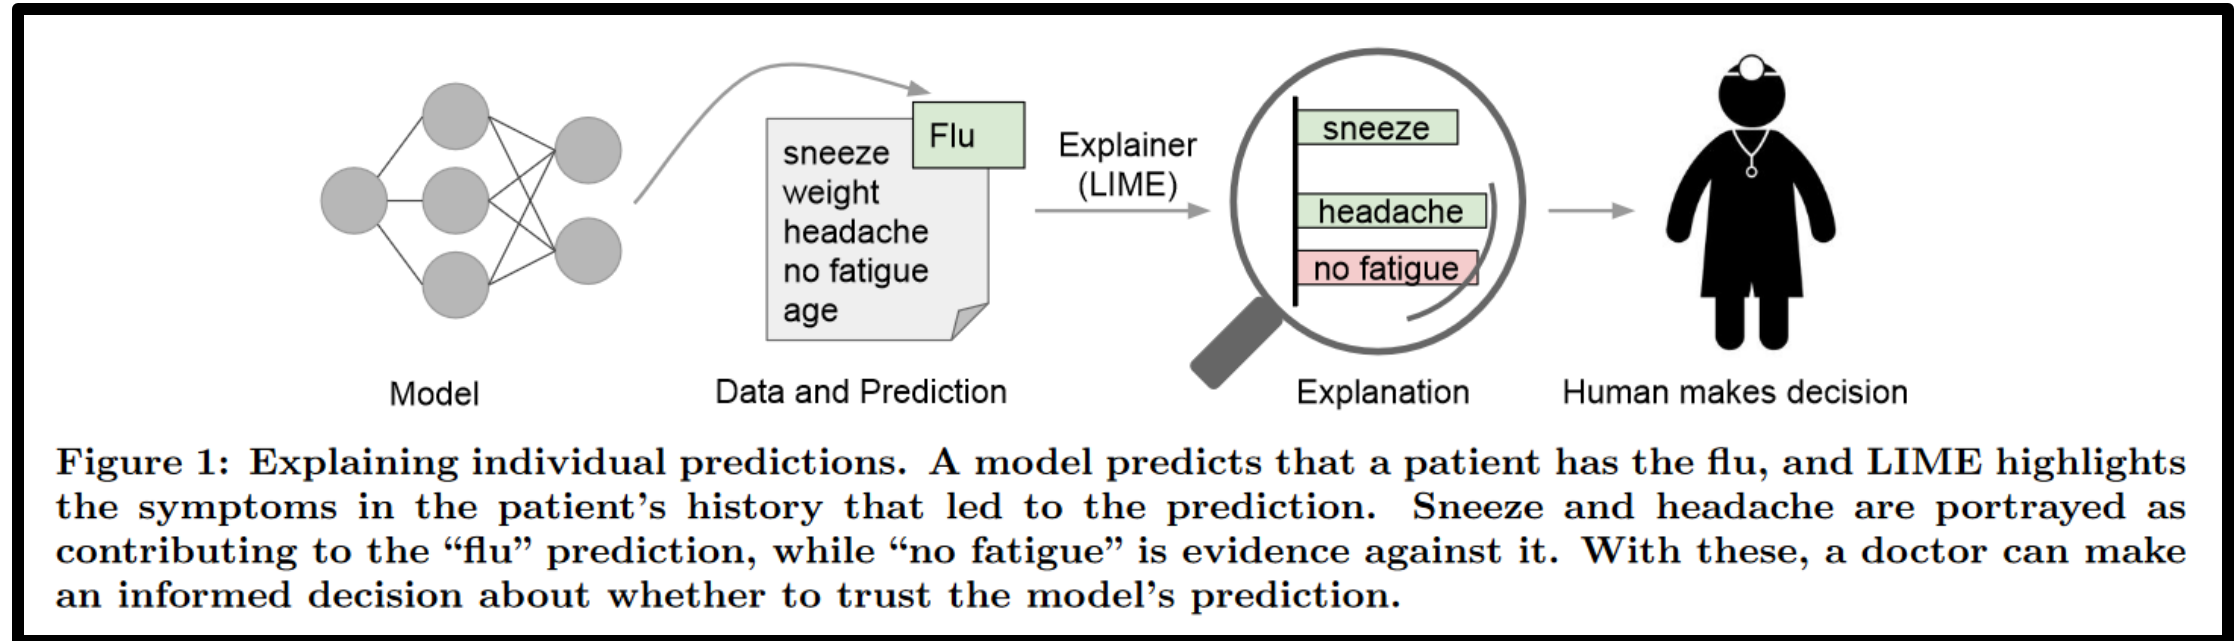 sneeze
weight
headache
no fatigue
age
Flu
Explainer
(LIME)
sneeze
headache
no fatigue
Model
Data and Prediction
Explanation
Human makes decision
Figure 1: Explaining individual predictions. A model predicts that a patient has the flu, and LIME highlights
the symptoms in the patient’s history that led to the prediction. Sneeze and headache are portrayed as
contributing to the “flu” prediction, while “no fatigue” is evidence against it. With these, a doctor can make
an informed decision about whether to trust the model’s prediction.